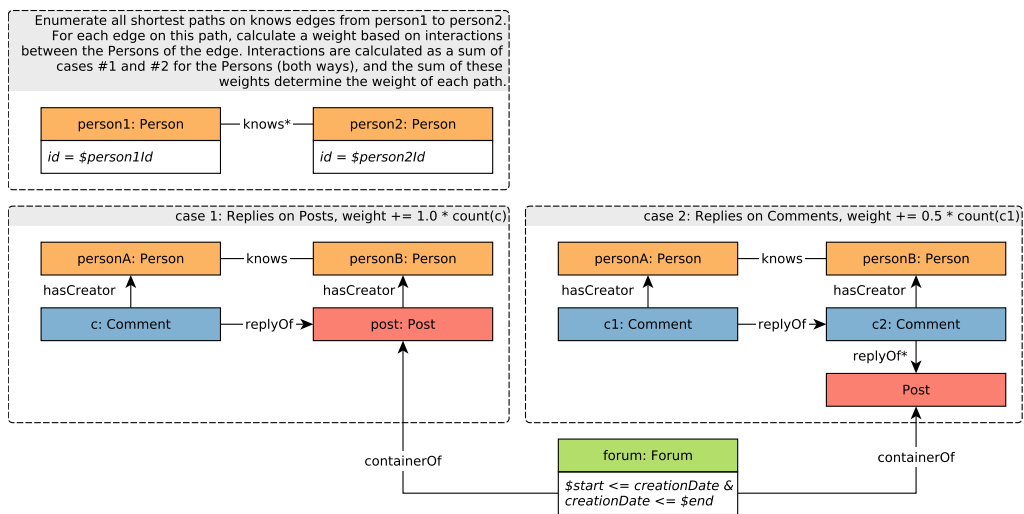 Enumerate all shortest paths on knows edges from person1 to person2.
For each edge on this path, calculate a weight based on interactions
between the Persons of the edge. Interactions are calculated as a sum of
cases #1 and #2 for the Persons (both ways), and the sum of these
weights determine the weight of each path.
person1: Person
knows*
person2: Person
id = $person1Id
id = $person2Id
case 1: Replies on Posts, weight += 1.0 * count(c)
personA: Person
knows
personB: Person
hasCreator
hasCreator
c: Comment
replyOf
post: Post
case 2: Replies on Comments, weight += 0.5 * count(c1)
personA: Person
knows
personB: Person
hasCreator
hasCreator
c1: Comment
replyOf
c2: Comment
replyOf*
Post
containerOf
containerOf
forum: Forum
$start <= creationDate &
creationDate <= $end